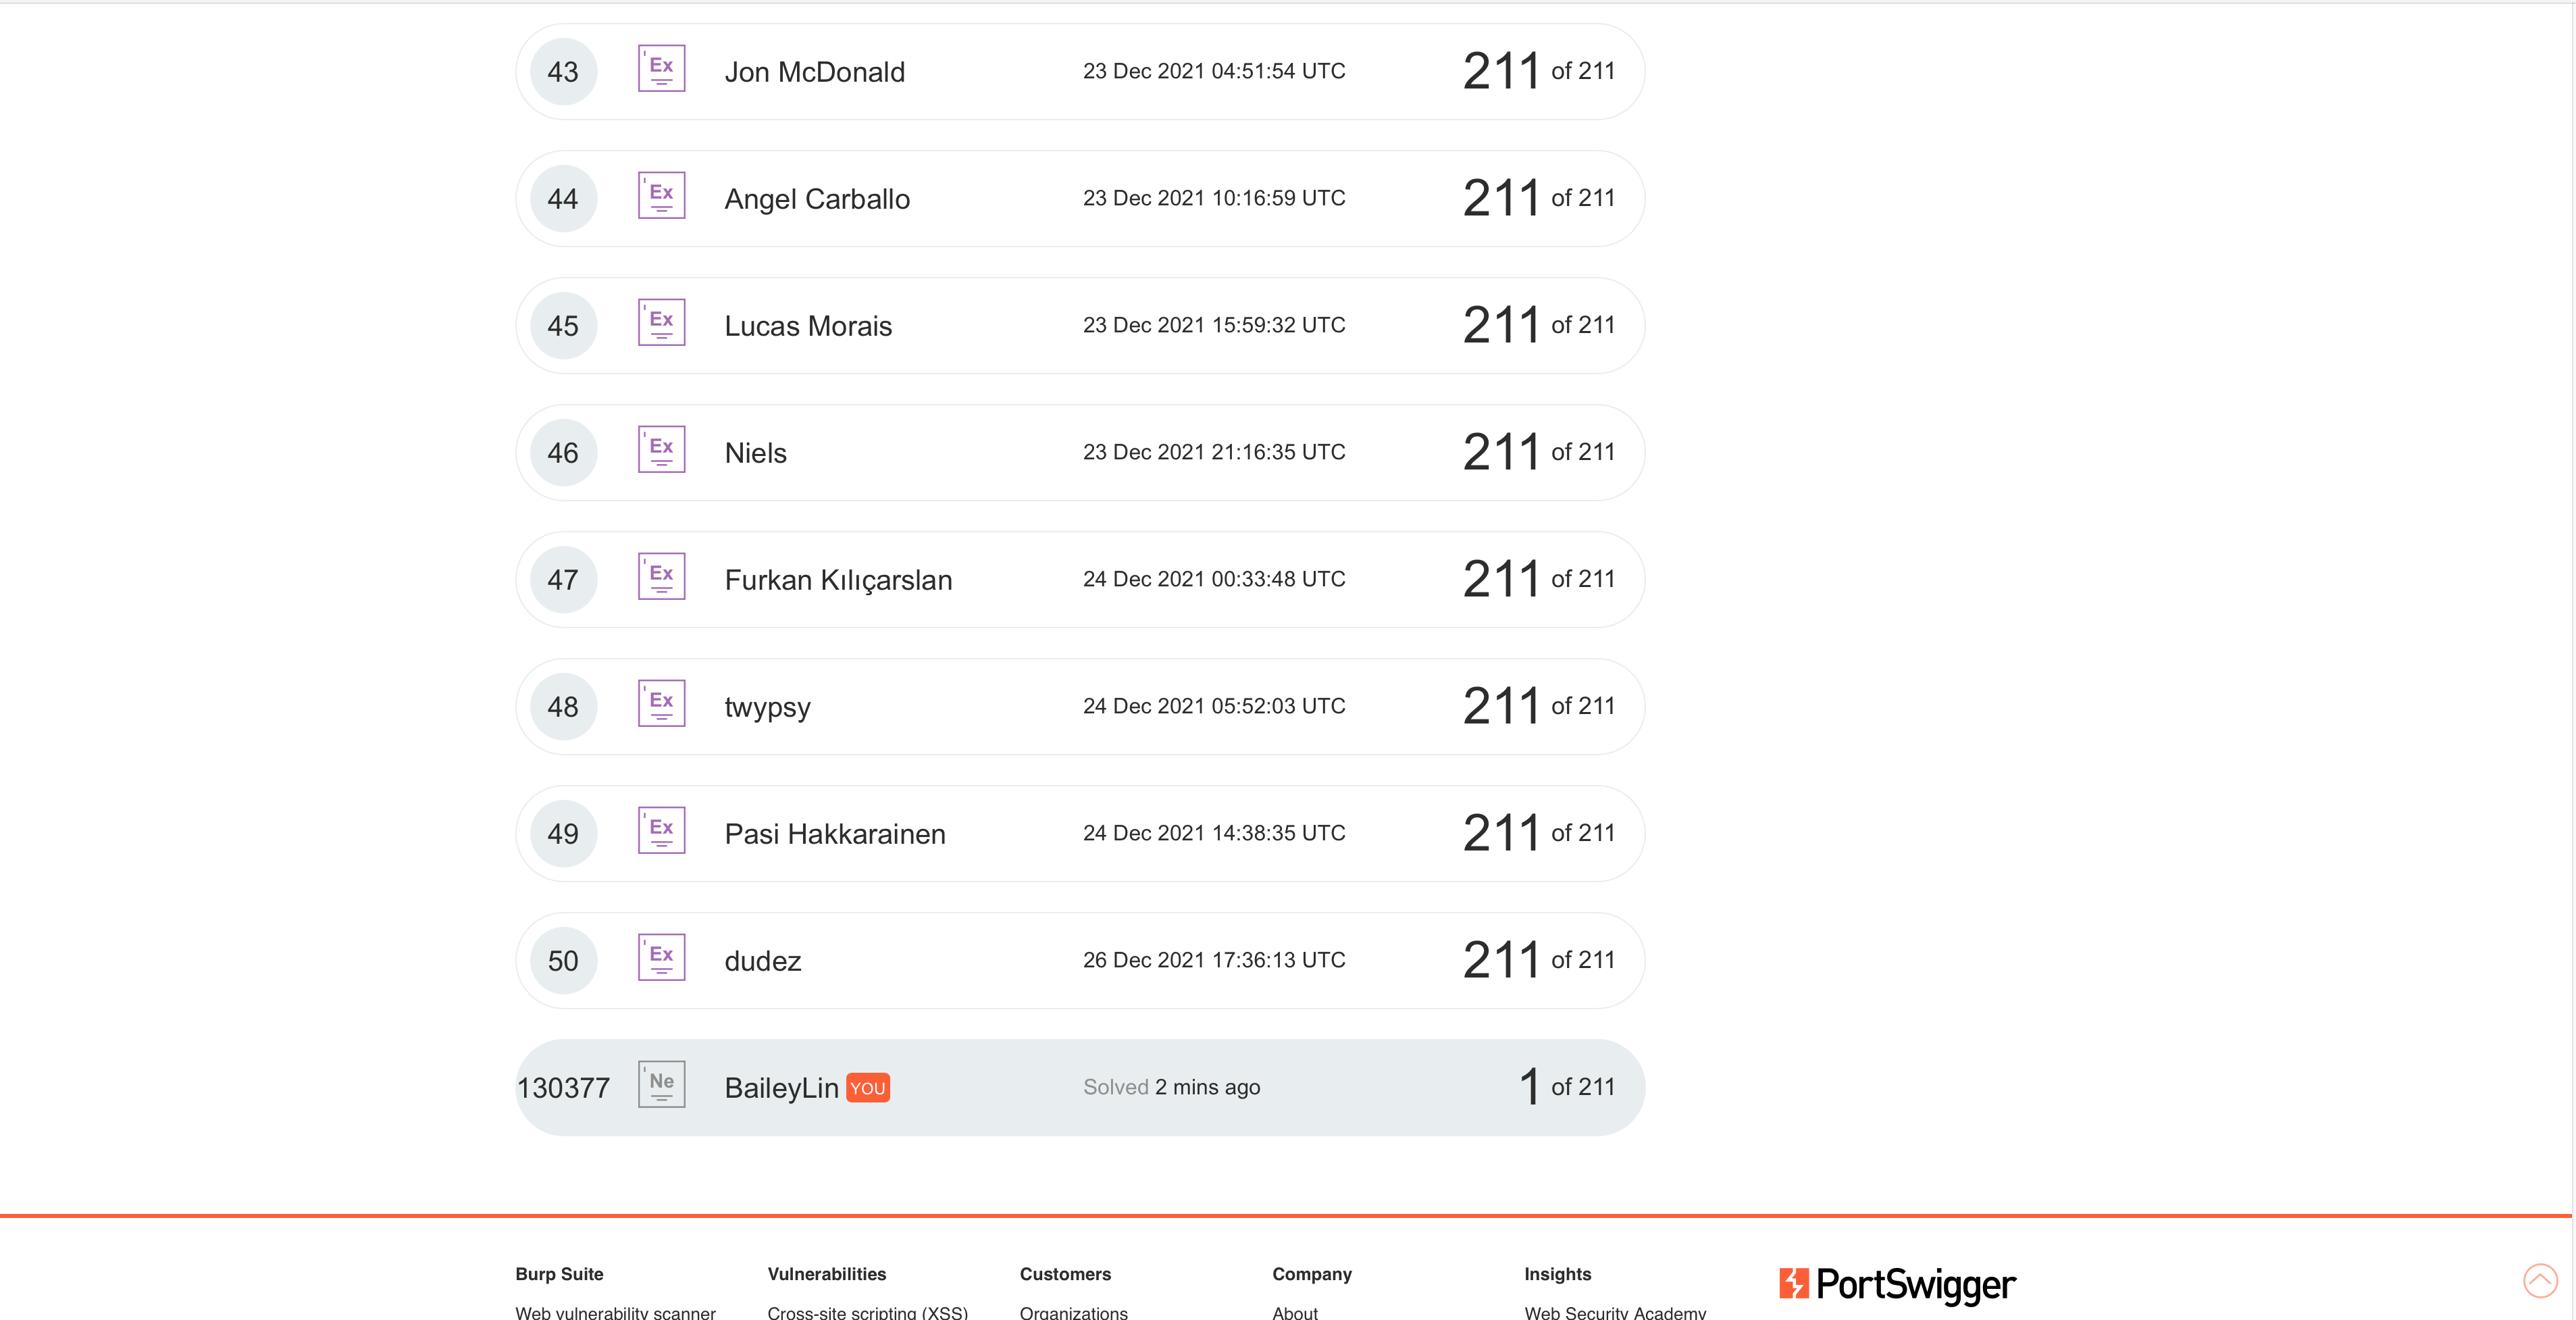 43 Ex Jon McDonald 23 Dec 2021 04:51:54 UTC 211 of 211
44 Ex Angel Carballo 23 Dec 2021 10:16:59 UTC 211 of 211
45 Ex Lucas Morais 23 Dec 2021 15:59:32 UTC 211 of 211
46 Ex Niels 23 Dec 2021 21:16:35 UTC 211 of 211
47 Ex Furkan Kılıçarslan 24 Dec 2021 00:33:48 UTC 211 of 211
48 Ex twypsy 24 Dec 2021 05:52:03 UTC 211 of 211
49 Ex Pasi Hakkarainen 24 Dec 2021 14:38:35 UTC 211 of 211
50 Ex dudez 26 Dec 2021 17:36:13 UTC 211 of 211
130377 Ne BaileyLin YOU Solved 2 mins ago 1 of 211
Burp Suite Vulnerabilities Customers Company Insights PortSwigger
Web vulnerability scanner Cross-site scripting (XSS) Organizations About Web Security Academy